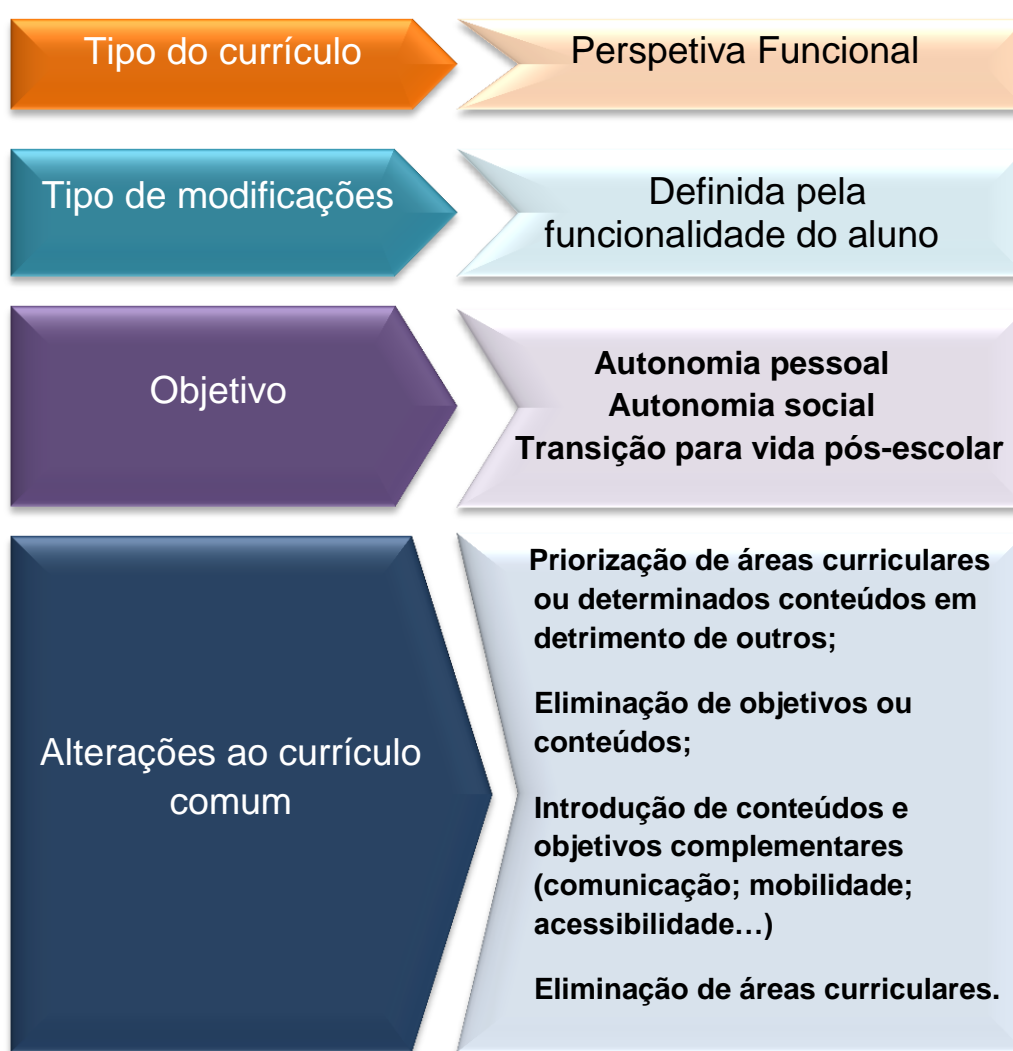 Tipo do currículo
Perspetiva Funcional
Tipo de modificações
Definida pela
funcionalidade do aluno
Objetivo
Autonomia pessoal
Autonomia social
Transição para vida pós-escolar
Alterações ao currículo
comum
Priorização de áreas curriculares
ou determinados conteúdos em
detrimento de outros;
Eliminação de objetivos ou
conteúdos;
Introdução de conteúdos e
objetivos complementares
(comunicação; mobilidade;
acessibilidade…)
Eliminação de áreas curriculares.